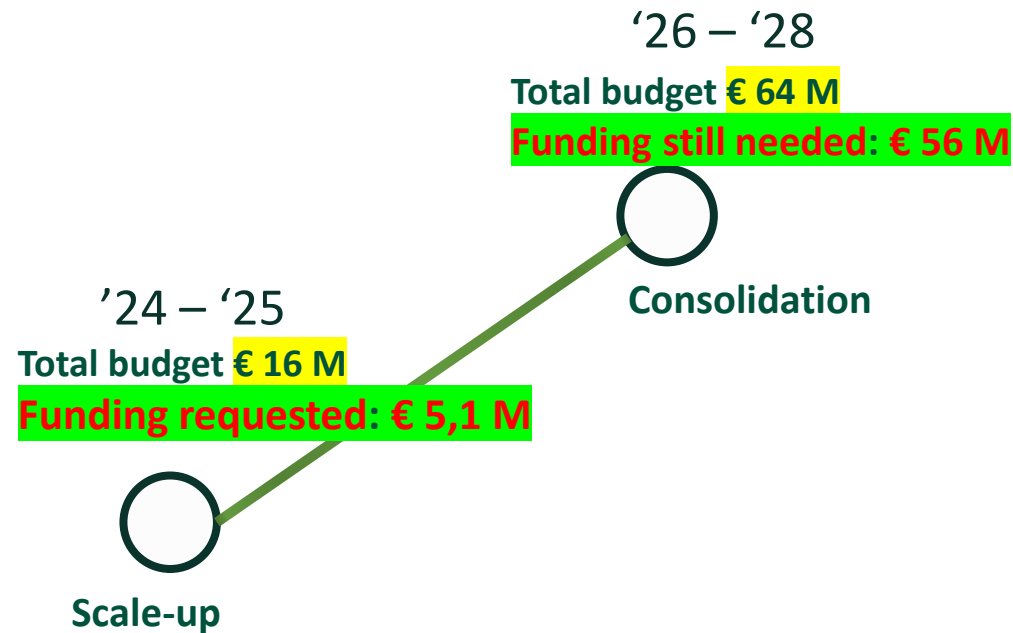 ‘26 – ‘28
Total budget € 64 M
Funding still needed: € 56 M
Consolidation
’24 – ‘25
Total budget € 16 M
Funding requested: € 5,1 M
Scale-up